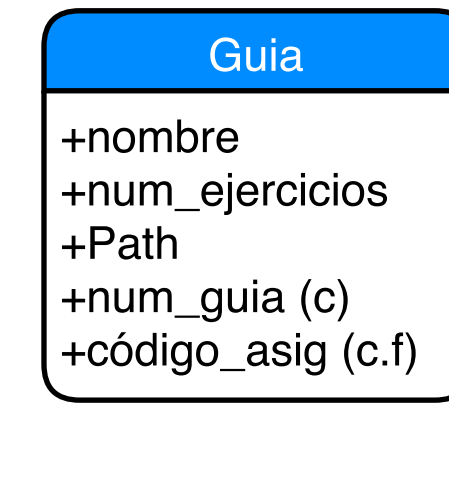 Guia
+nombre
+num_ejercicios
+Path
+num_guia (c)
+código_asig (c.f)